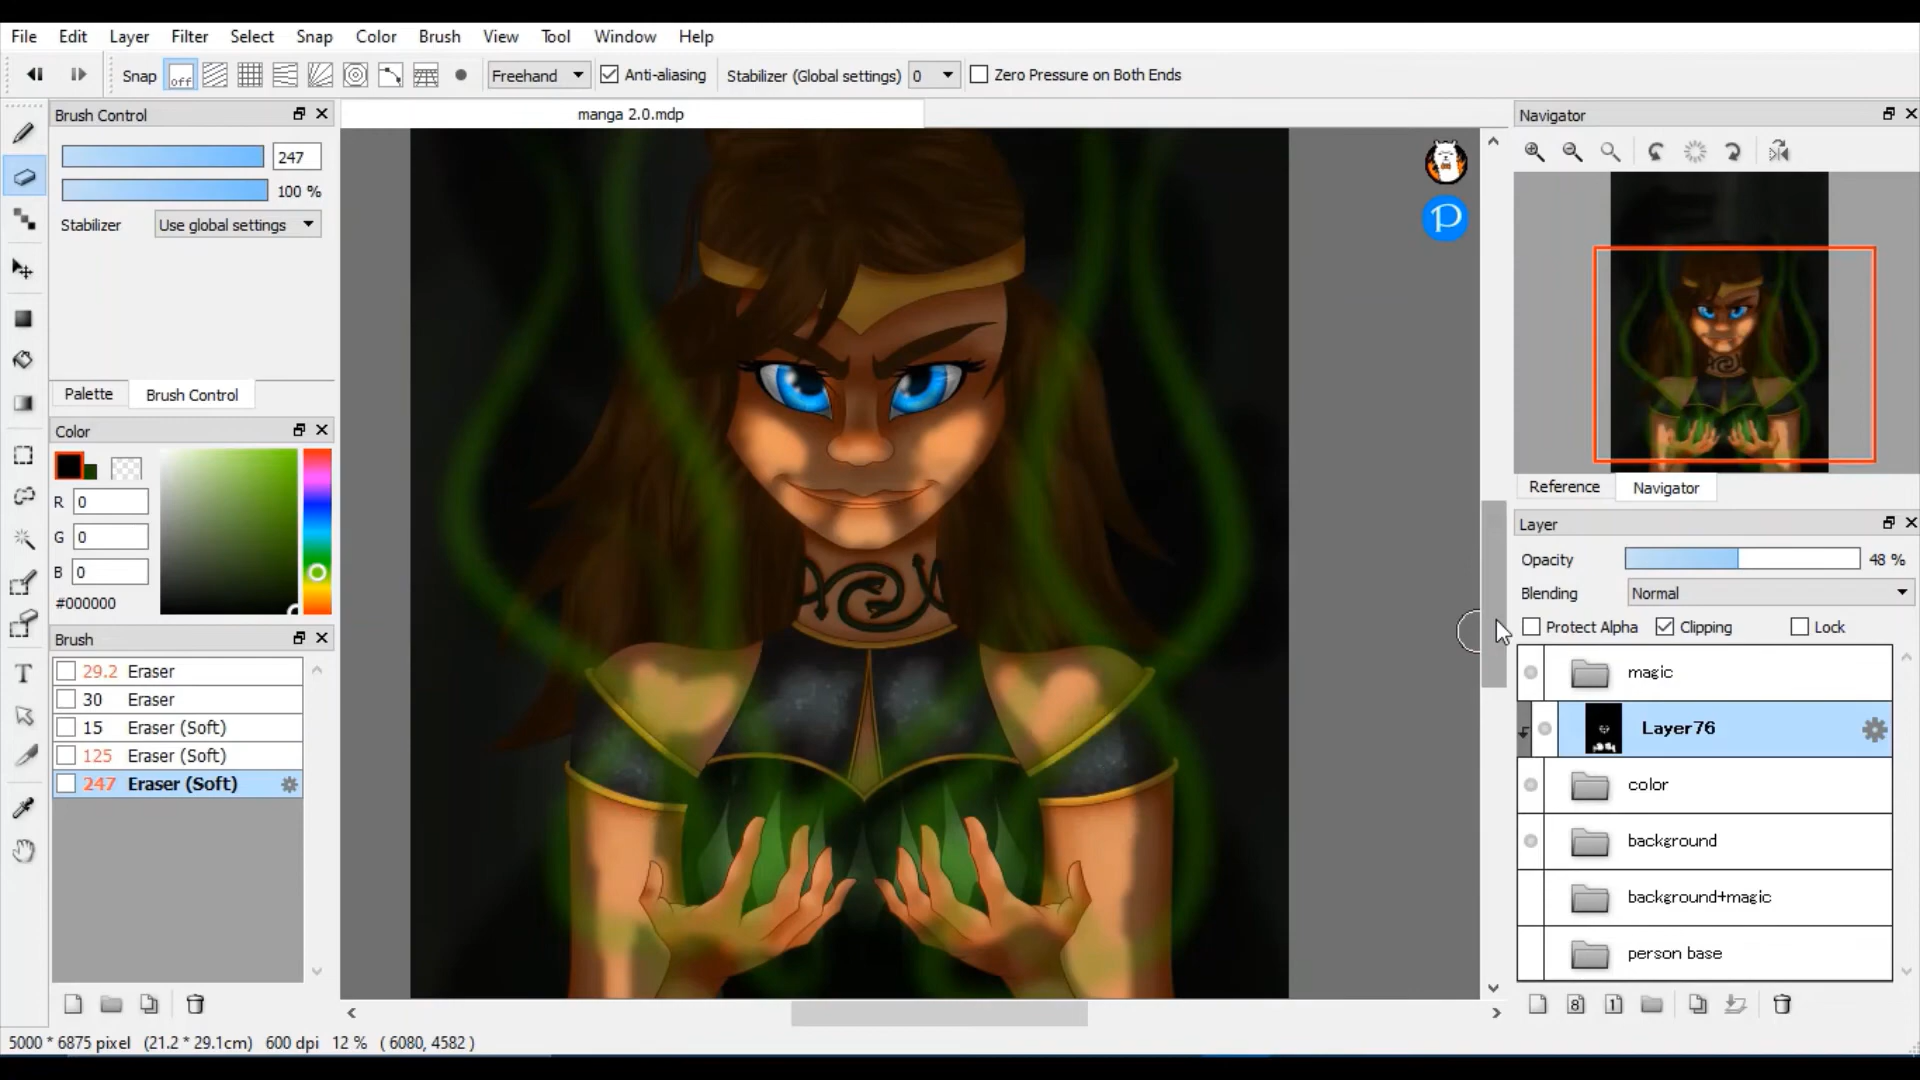 File Edit Layer Filter Select Snap Color Brush View Tool Window Help
Snap off Freehand Anti-aliasing Stabilizer (Global settings) 0 Zero Pressure on Both Ends
Brush Control
247
100 %
Stabilizer Use global settings
Palette Brush Control
Color
R 0
G 0
B 0
#000000
Brush
29.2 Eraser
30 Eraser
15 Eraser (Soft)
125 Eraser (Soft)
247 Eraser (Soft)
manga 2.0.mdp
P
Navigator
Reference Navigator
Layer
Opacity 48 %
Blending Normal
Protect Alpha Clipping Lock
magic
Layer76
color
background
background+magic
person base
8 1
5000 * 6875 pixel (21.2 * 29.1cm) 600 dpi 12 % ( 6080, 4582 )